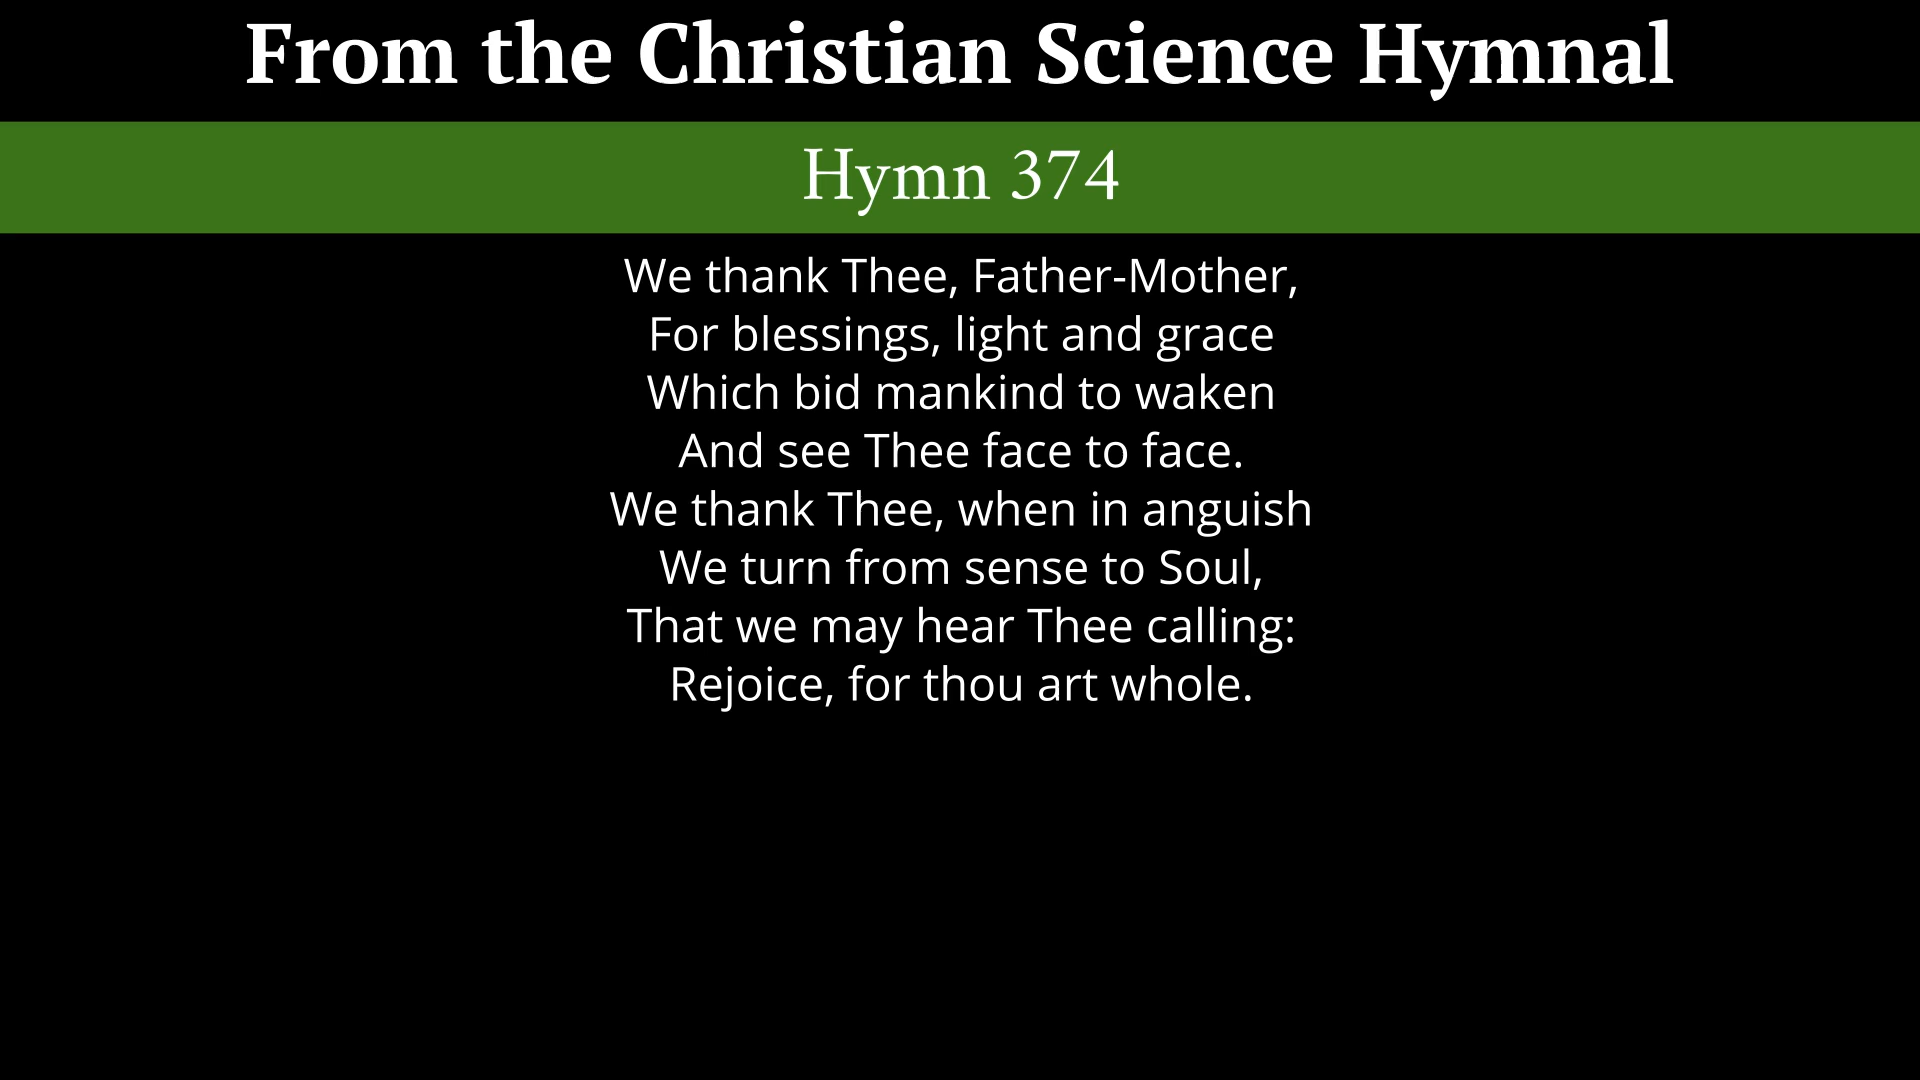 From the Christian Science Hymnal
Hymn 374
We thank Thee, Father-Mother,
For blessings, light and grace
Which bid mankind to waken
And see Thee face to face.
We thank Thee, when in anguish
We turn from sense to Soul,
That we may hear Thee calling:
Rejoice, for thou art whole.